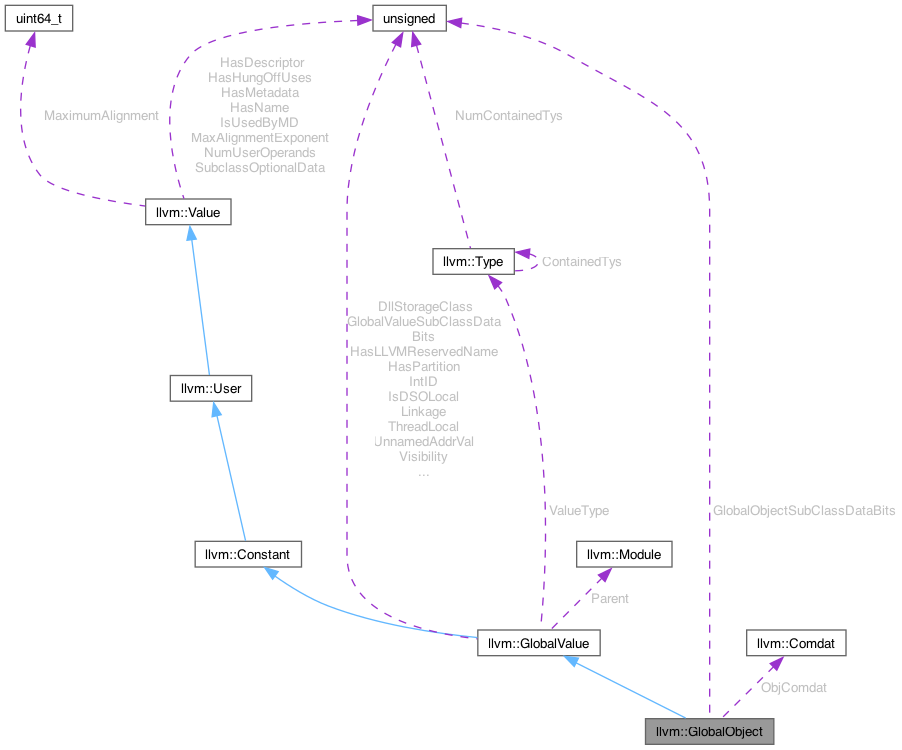 uint64_t
unsigned
HasDescriptor
HasHungOffUses
HasMetadata
HasName
IsUsedByMD
MaxAlignmentExponent
NumUserOperands
SubclassOptionalData
MaximumAlignment
NumContainedTys
llvm::Value
llvm::Type
ContainedTys
DllStorageClass
GlobalValueSubClassData
Bits
HasLLVMReservedName
HasPartition
IntID
IsDSOLocal
Linkage
ThreadLocal
UnnamedAddrVal
Visibility
...
llvm::User
ValueType
GlobalObjectSubClassDataBits
llvm::Constant
llvm::Module
Parent
llvm::GlobalValue
llvm::Comdat
ObjComdat
llvm::GlobalObject